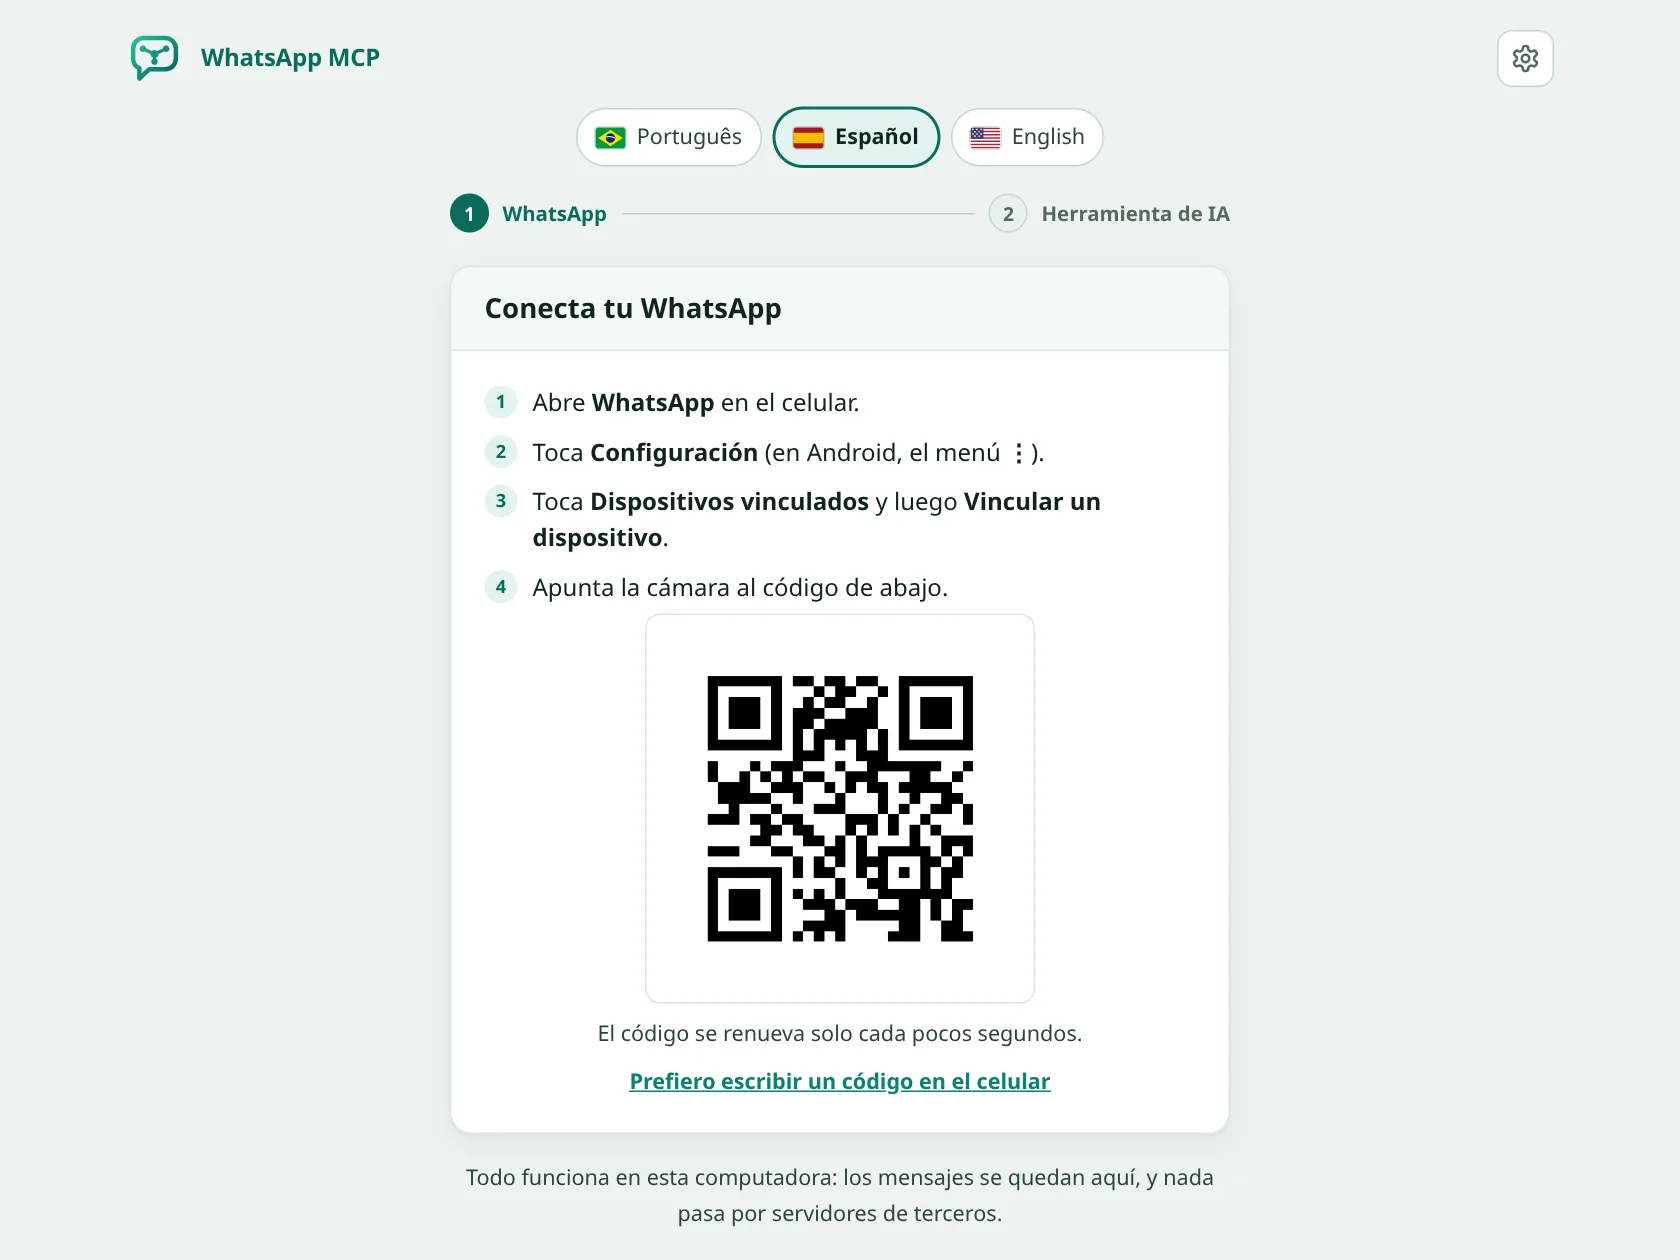 WhatsApp MCP
Português
Español
English
1 WhatsApp
2 Herramienta de IA
Conecta tu WhatsApp
1 Abre WhatsApp en el celular.
2 Toca Configuración (en Android, el menú ⋮).
3 Toca Dispositivos vinculados y luego Vincular un
dispositivo.
4 Apunta la cámara al código de abajo.
El código se renueva solo cada pocos segundos.
Prefiero escribir un código en el celular
Todo funciona en esta computadora: los mensajes se quedan aquí, y nada
pasa por servidores de terceros.